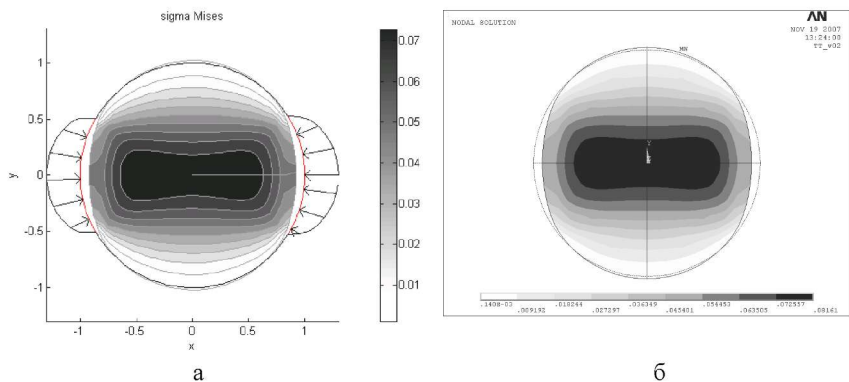 sigma Mises
1
0.5
0
-0.5
-1
y
-1
-0.5
0
0.5
1
x
0.07
0.06
0.05
0.04
0.03
0.02
0.01
а
NODAL SOLUTION
AN
NOV 19 2007
13:24:00
TT_v02
MN
.140E-03
.018244
.036349
.054453
.072557
.009192
.027297
.045401
.063505
.08161
б